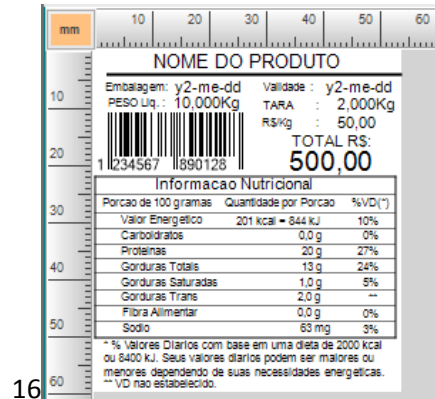 mm 10 20 30 40 50 60
NOME DO PRODUTO
Embalagem: y2-me-dd Validade : y2-me-dd
PESO Liq. : 10,000Kg TARA : 2,000Kg
R$/Kg : 50,00
TOTAL R$:
500,00
1 234567 890128
Informacao Nutricional
Porcao de 100 gramas Quantidade por Porcao %VD(*)
Valor Energetico 201 kcal = 844 kJ 10%
Carboidratos 0,0 g 0%
Proteinas 20 g 27%
Gorduras Totais 13 g 24%
Gorduras Saturadas 1,0 g 5%
Gorduras Trans 2,0 g **
Fibra Alimentar 0,0 g 0%
Sodio 63 mg 3%
* % Valores Diarios com base em uma dieta de 2000 kcal
ou 8400 kJ. Seus valores diarios podem ser maiores ou
menores dependendo de suas necessidades energeticas.
** VD nao estabelecido.
10
20
30
40
50
60
16